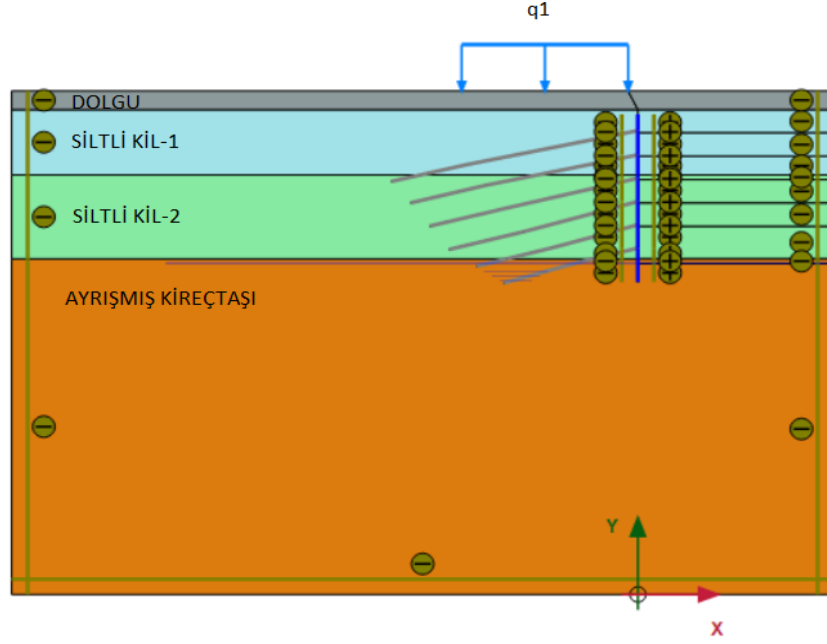 q1
DOLGU
SİLTLİ KİL-1
SİLTLİ KİL-2
AYRIŞMIŞ KİREÇTAŞI
Y
X